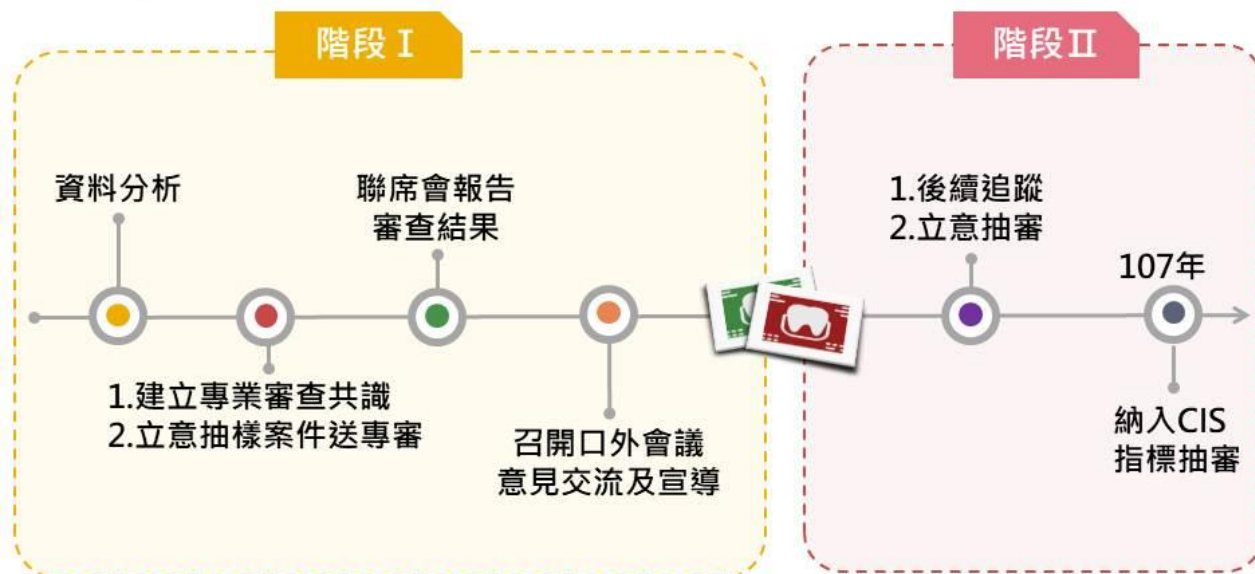 階段Ⅰ
資料分析
1.建立專業審查共識
2.立意抽樣案件送專審
聯席會報告
審查結果
召開口外會議
意見交流及宣導
階段Ⅱ
1.後續追蹤
2.立意抽審
107年
納入CIS
指標抽審